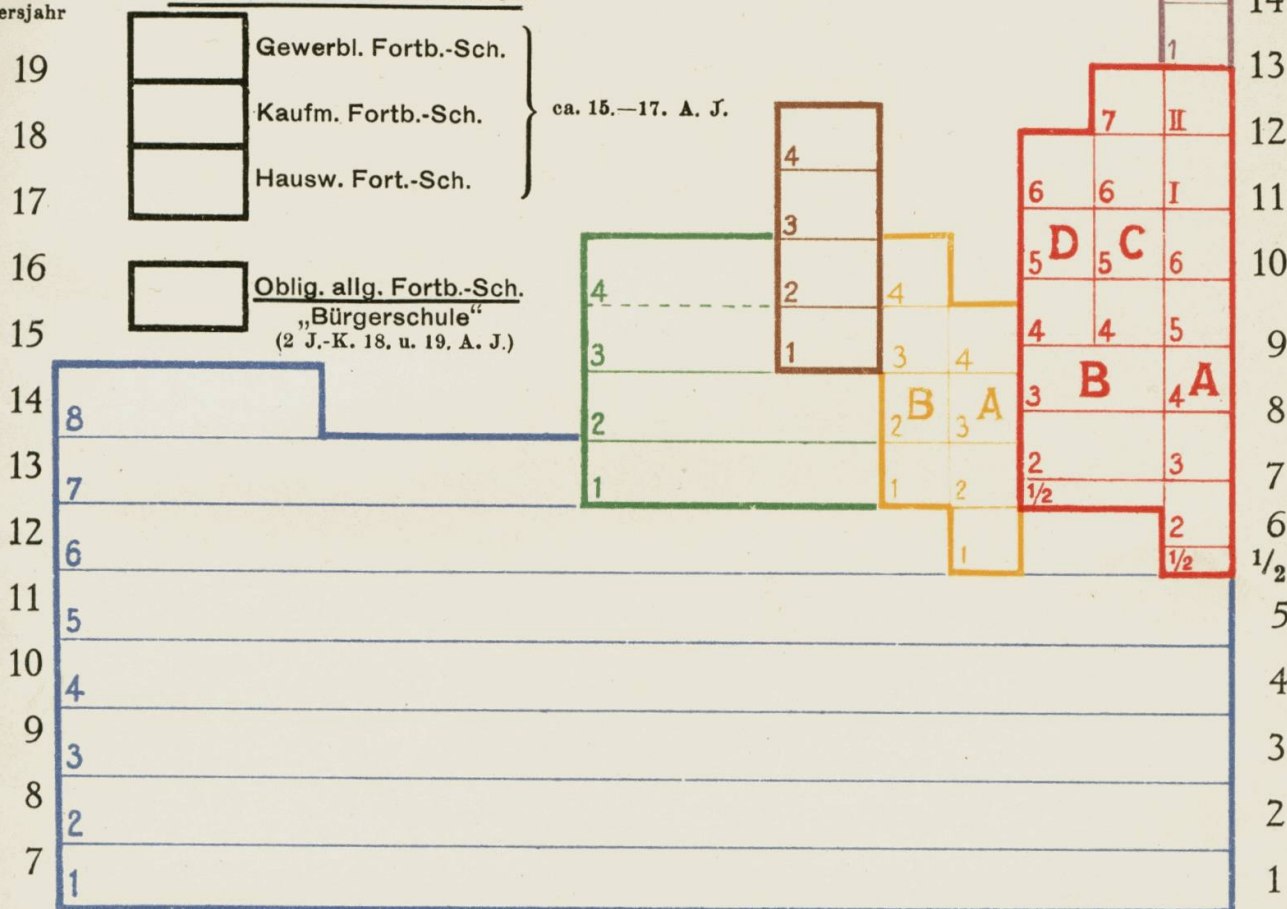 ersjahr
14
1
Gewerbl. Fortb.-Sch.
19
13
Kaufm. Fortb.-Sch.
ca. 15.—17. A. J.
7 II
18
12
4
Hausw. Fort.-Sch.
6 6 I
17
11
3
D C
5 5 6
16
10
Oblig. allg. Fortb.-Sch.
4 2 4
„Bürgerschule“
(2 J.-K. 18. u. 19. A. J.)
4 4 5
15
9
3 1 3 4
B A
3 4
14
8
B A
8 2 2 3
2 3
13
7
7 1 1 2
1/2
2
12
6
6 1
1/2
1/2
11
5
5
10
4
4
9
3
3
8
2
2
7
1
1